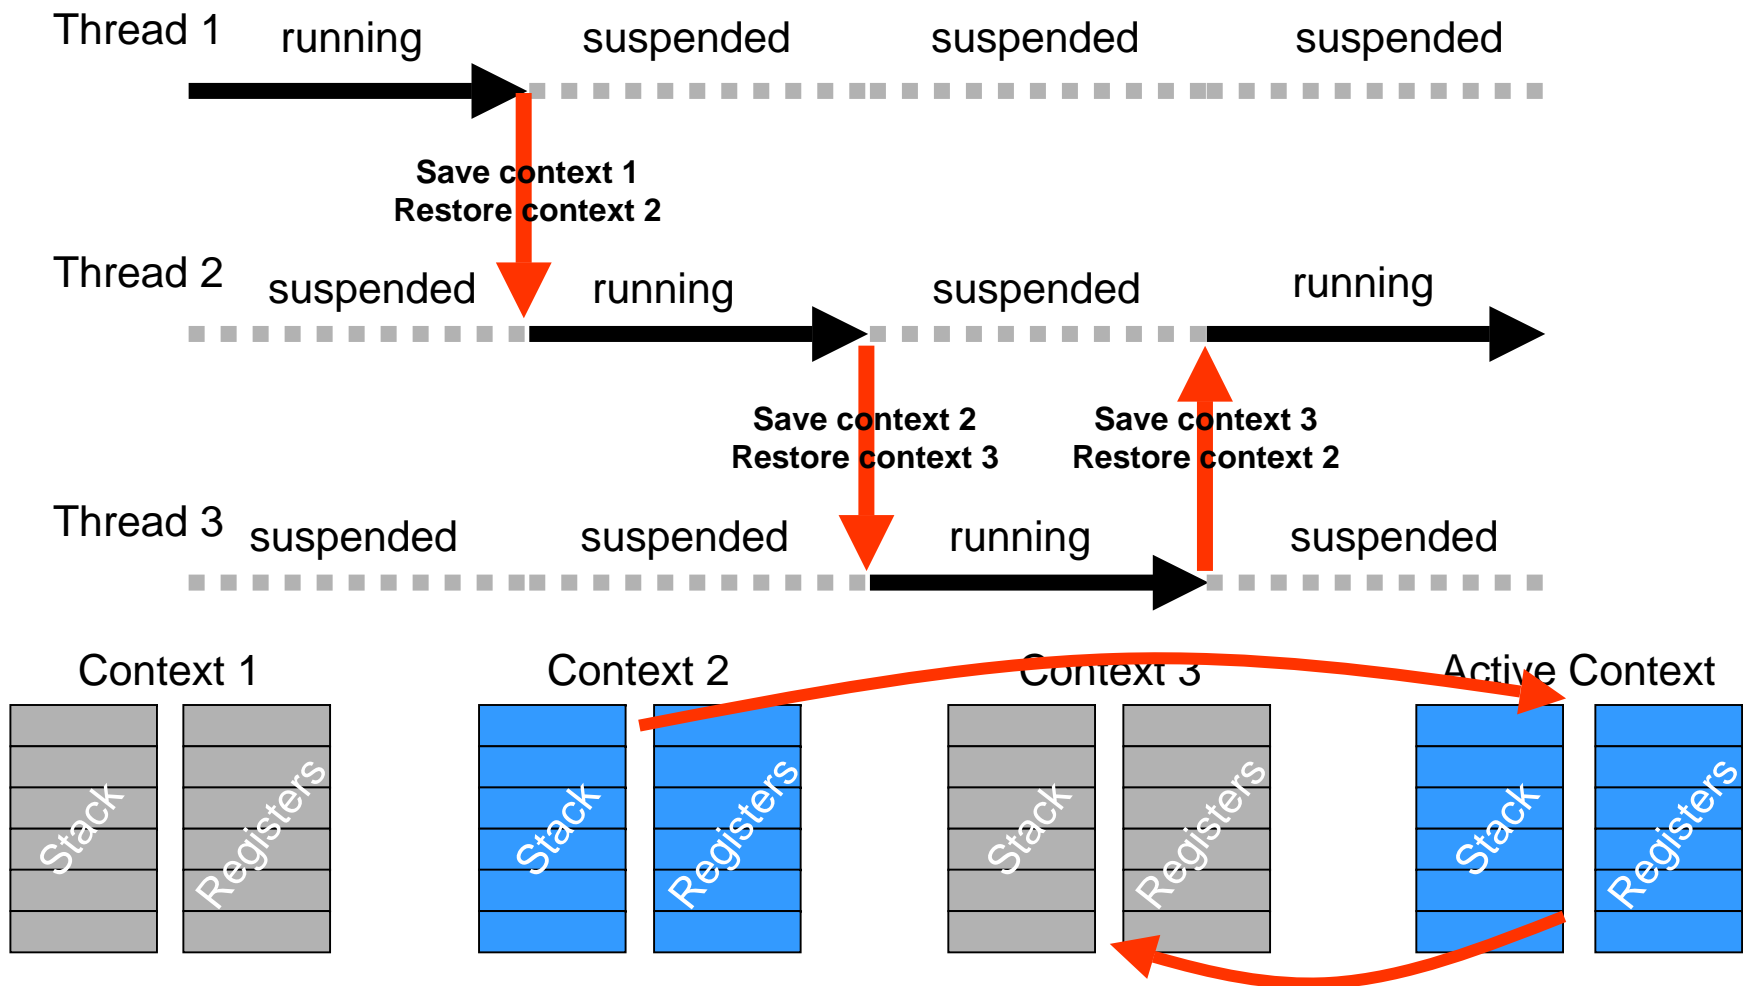 Thread 1
running
suspended
suspended
suspended
Save context 1
Restore context 2
Thread 2
suspended
running
suspended
running
Save context 2
Restore context 3
Save context 3
Restore context 2
Thread 3
suspended
suspended
running
suspended
Context 1
Context 2
Context 3
Active Context
Stack
Registers
Stack
Registers
Stack
Registers
Stack
Registers